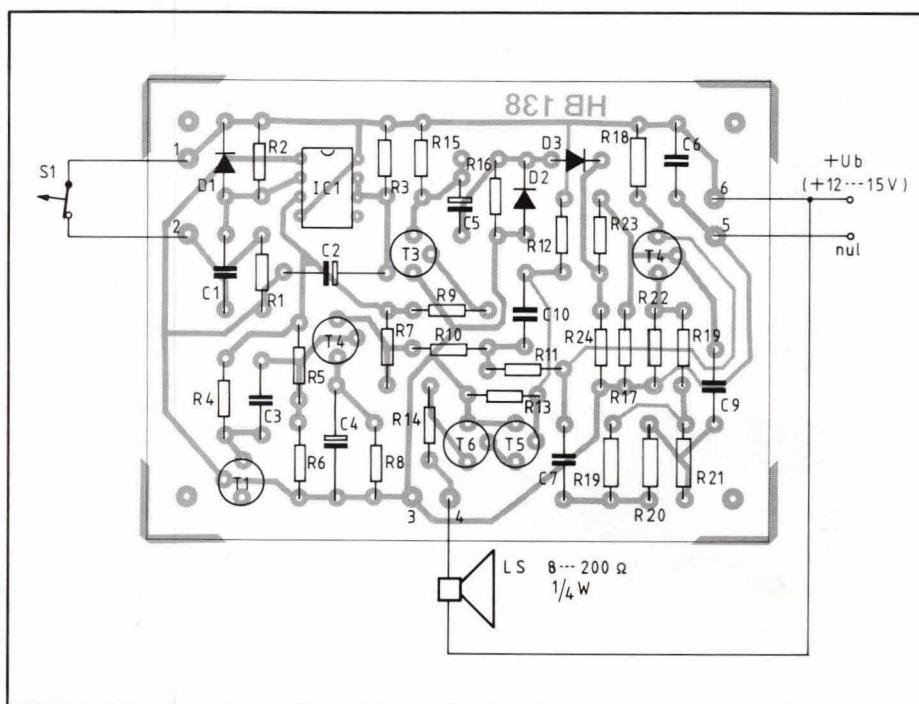 HB 138
S1
1
2
R2
D1
IC1
R3
R15
R16
C5
D2
D3
R18
C6
6
5
+Ub
(+12---15V)
nul
C1
R1
C2
T3
R12
R23
T4
R9
C10
R4
C3
R5
T4
R7
R10
R11
R24
R17
R22
R19
C9
R6
C4
R8
R14
R13
T6
T5
C7
R19
R20
R21
T1
3
4
LS 8---200 Ω
1/4 W